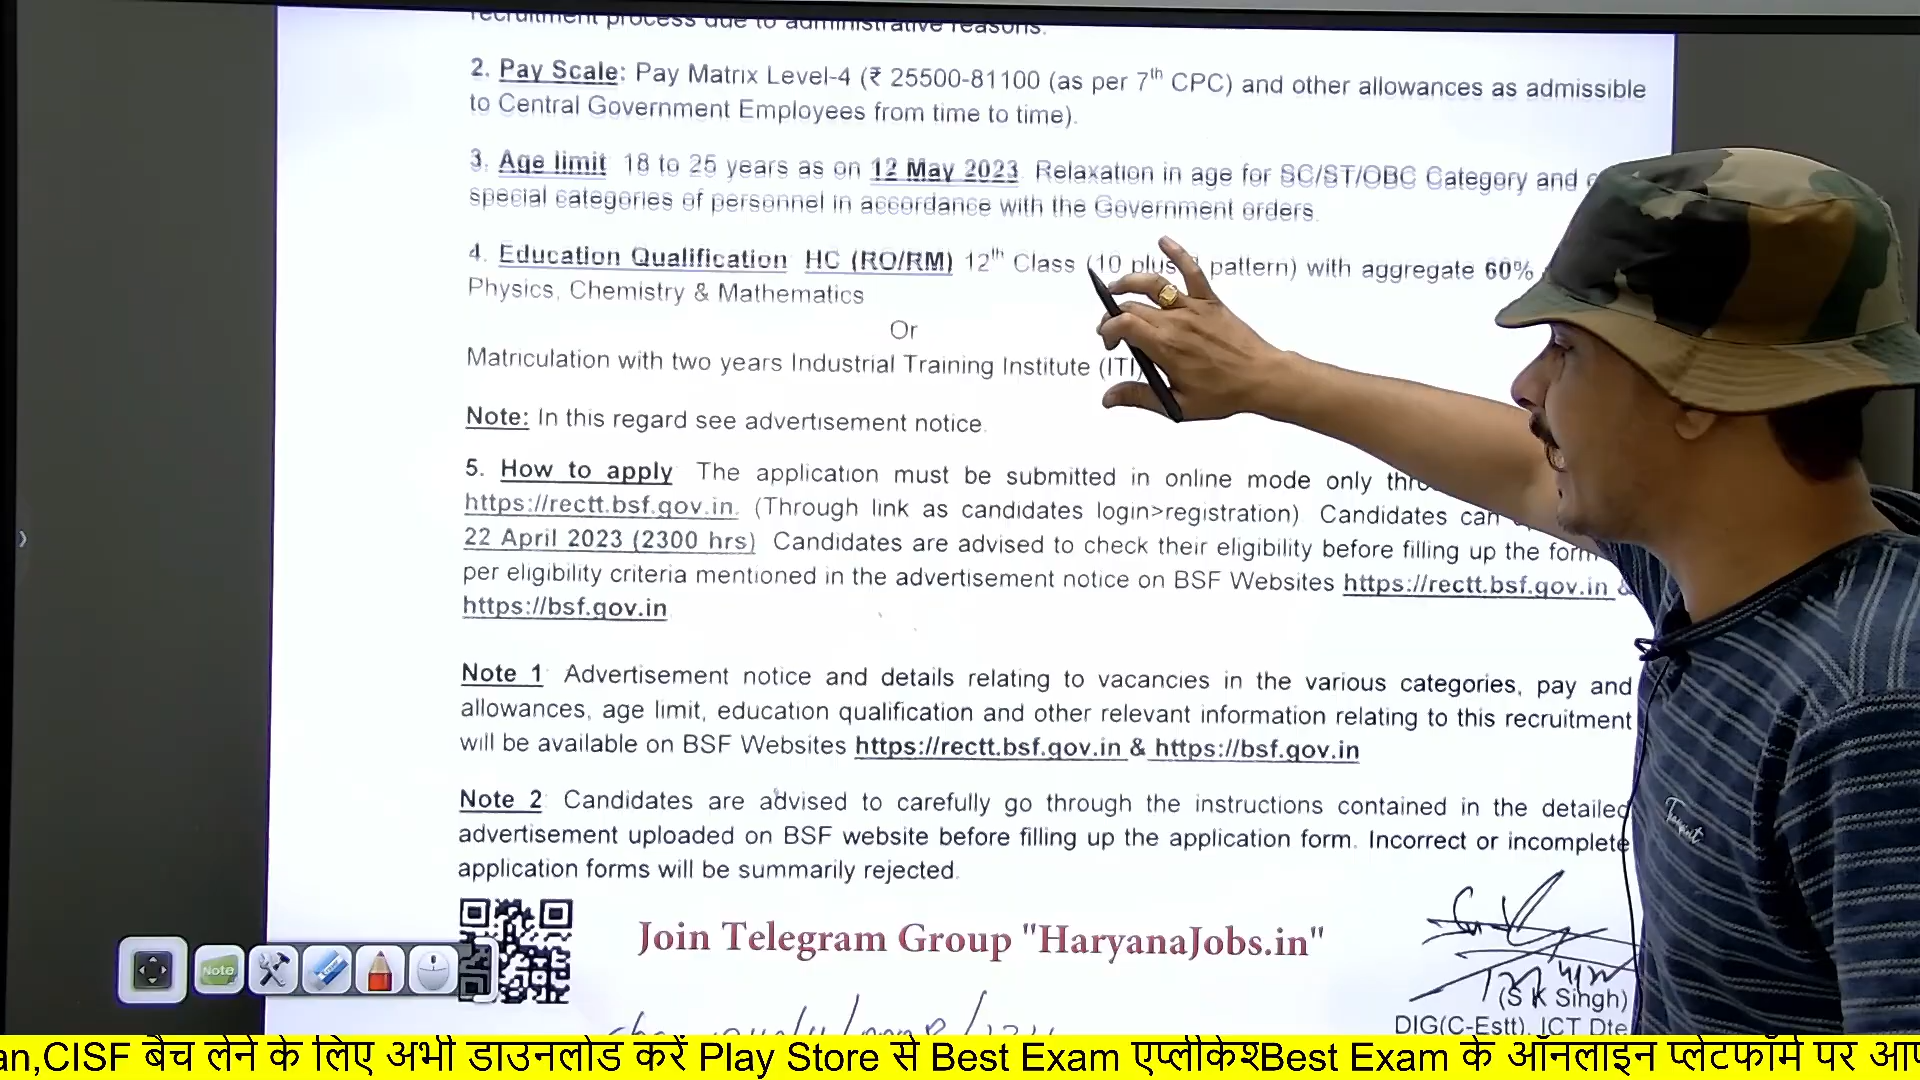 recruitment process due to administrative reasons.
2. Pay Scale: Pay Matrix Level-4 (₹ 25500-81100 (as per 7th CPC) and other allowances as admissible
to Central Government Employees from time to time).
3. Age limit 18 to 25 years as on 12 May 2023 Relaxation in age for SC/ST/OBC Category and
special categories of personnel in accordance with the Government orders.
4. Education Qualification HC (RO/RM) 12th Class (10 plus pattern) with aggregate 60%
Physics, Chemistry & Mathematics
Or
Matriculation with two years Industrial Training Institute (ITI)
Note: In this regard see advertisement notice.
5. How to apply The application must be submitted in online mode only
https://rectt.bsf.gov.in. (Through link as candidates login>registration) Candidates can
22 April 2023 (2300 hrs) Candidates are advised to check their eligibility before filling up the form
per eligibility criteria mentioned in the advertisement notice on BSF Websites https://rectt.bsf.gov.in &
https://bsf.gov.in
Note 1 Advertisement notice and details relating to vacancies in the various categories, pay and
allowances, age limit, education qualification and other relevant information relating to this recruitment
will be available on BSF Websites https://rectt.bsf.gov.in & https://bsf.gov.in
Note 2 Candidates are advised to carefully go through the instructions contained in the detailed
advertisement uploaded on BSF website before filling up the application form. Incorrect or incomplete
application forms will be summarily rejected.
Join Telegram Group "HaryanaJobs.in"
(S K Singh)
DIG(C-Estt), ICT Dte
Note
an,CISF बैच लेने के लिए अभी डाउनलोड करें Play Store से Best Exam एप्लीकेश Best Exam के ऑनलाइन प्लेटफॉर्म पर आप